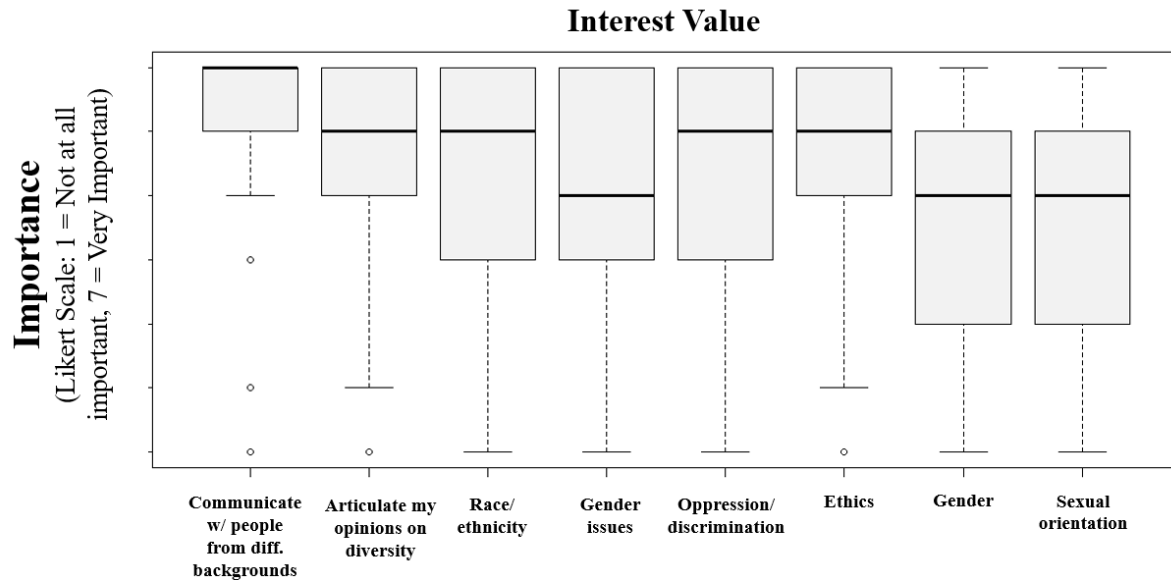 Interest Value
Importance
(Likert Scale: 1 = Not at all
important, 7 = Very Important)
Communicate
w/ people
from diff.
backgrounds
Articulate my
opinions on
diversity
Race/
ethnicity
Gender
issues
Oppression/
discrimination
Ethics
Gender
Sexual
orientation